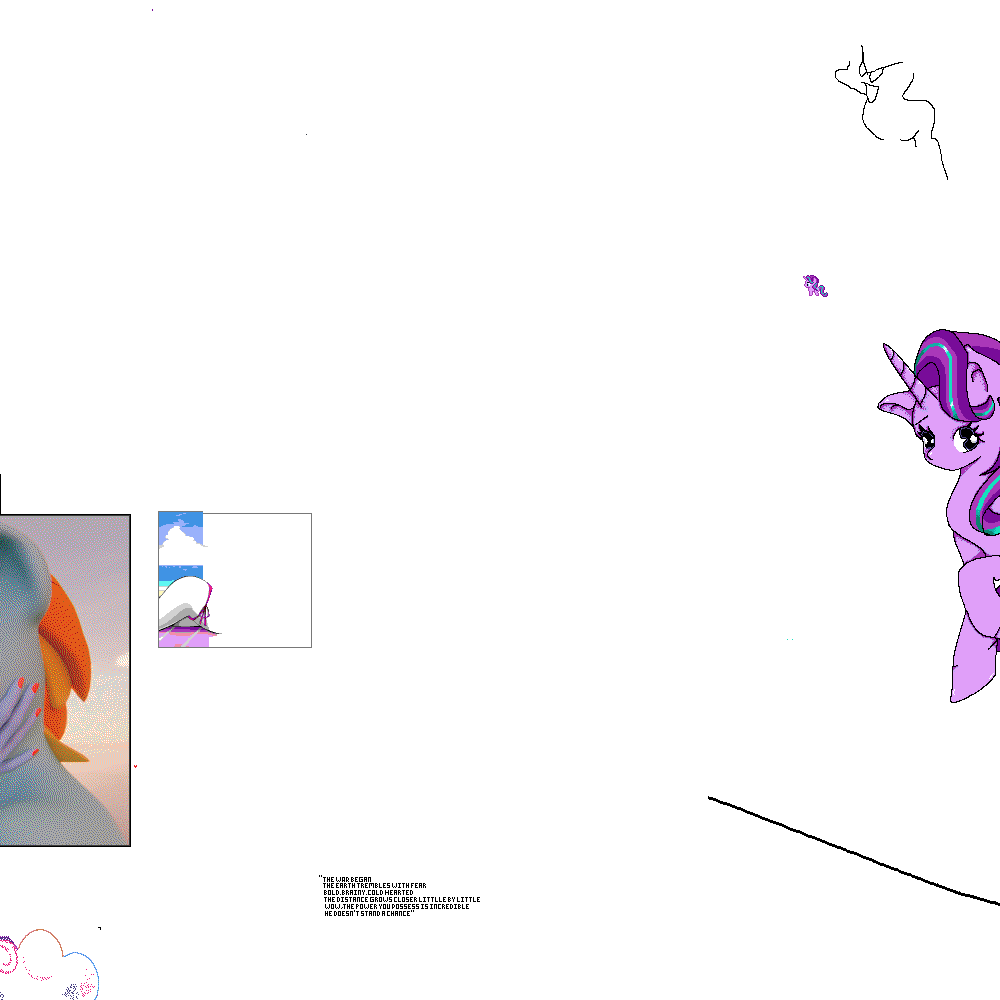 "THE WAR BEGAN
THE EARTH TREMBLES WITH FEAR
BOLD.BRAINY.COLD HEARTED
THE DISTANCE GROWS CLOSER LITTLLE BY LITTLE
WOW.THE POWER YOU POSSESS IS INCREDIBLE
HE DOESN'T STAND A CHANCE"